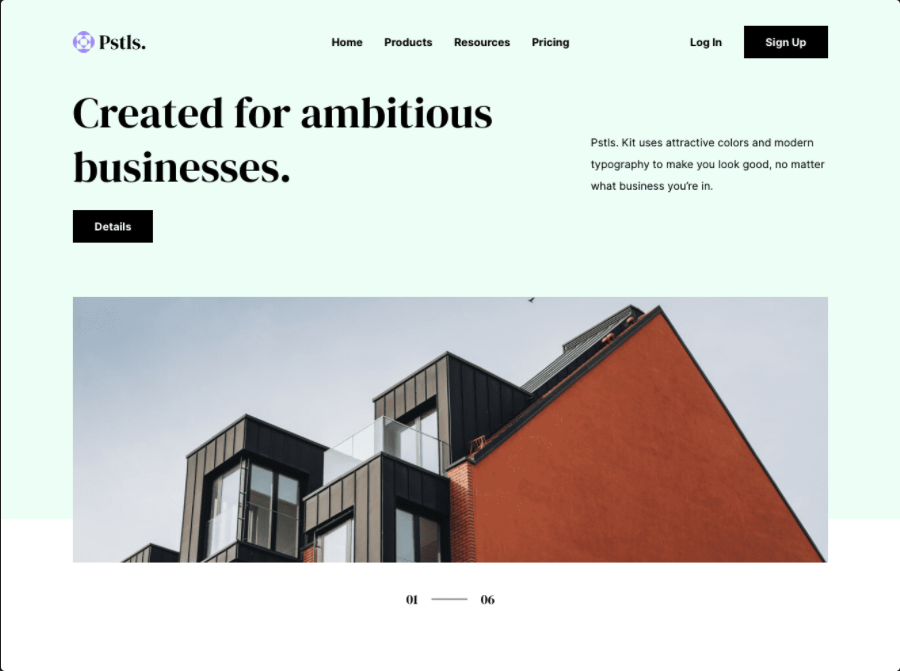 Pstls.
Home Products Resources Pricing
Log In Sign Up
Created for ambitious
businesses.
Pstls. Kit uses attractive colors and modern
typography to make you look good, no matter
what business you're in.
Details
01 06